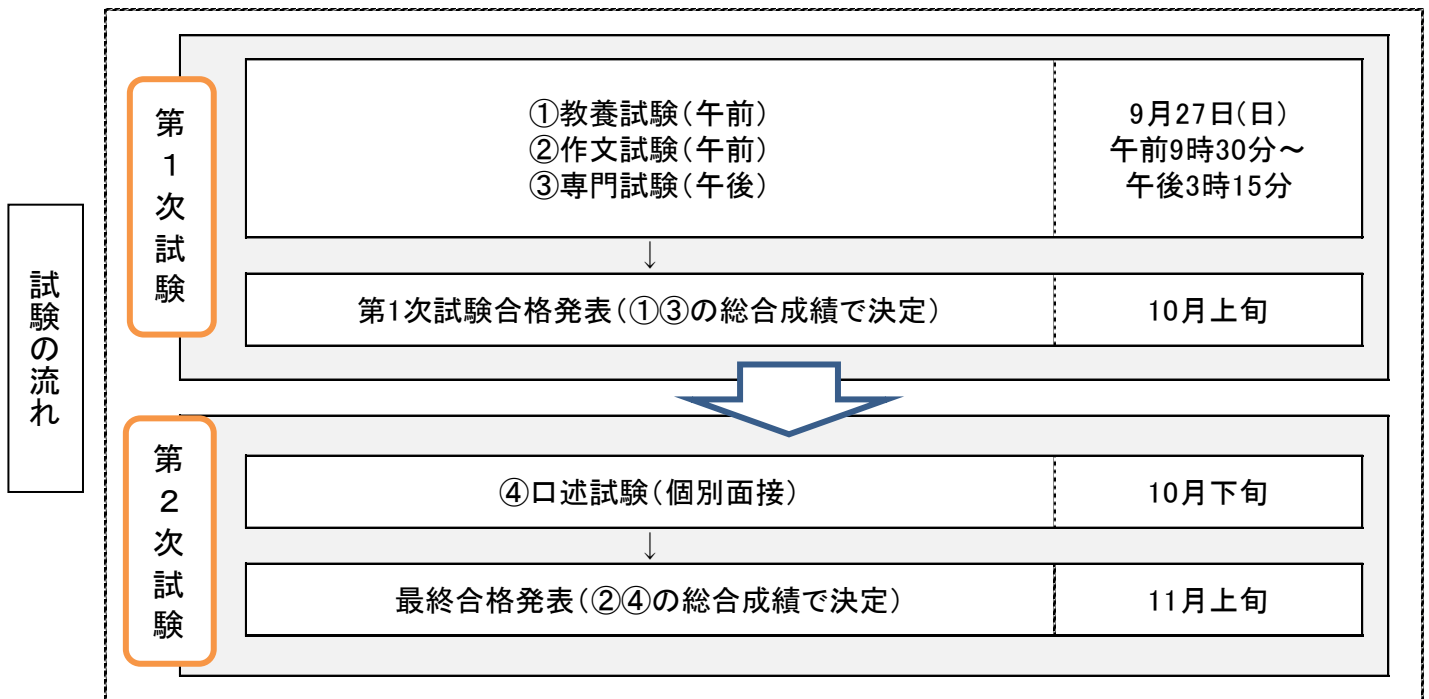 試験の流れ
第1次試験
①教養試験(午前)
②作文試験(午前)
③専門試験(午後)
9月27日(日)
午前9時30分～
午後3時15分
↓
第1次試験合格発表(①③の総合成績で決定)
10月上旬
第2次試験
④口述試験(個別面接)
10月下旬
↓
最終合格発表(②④の総合成績で決定)
11月上旬